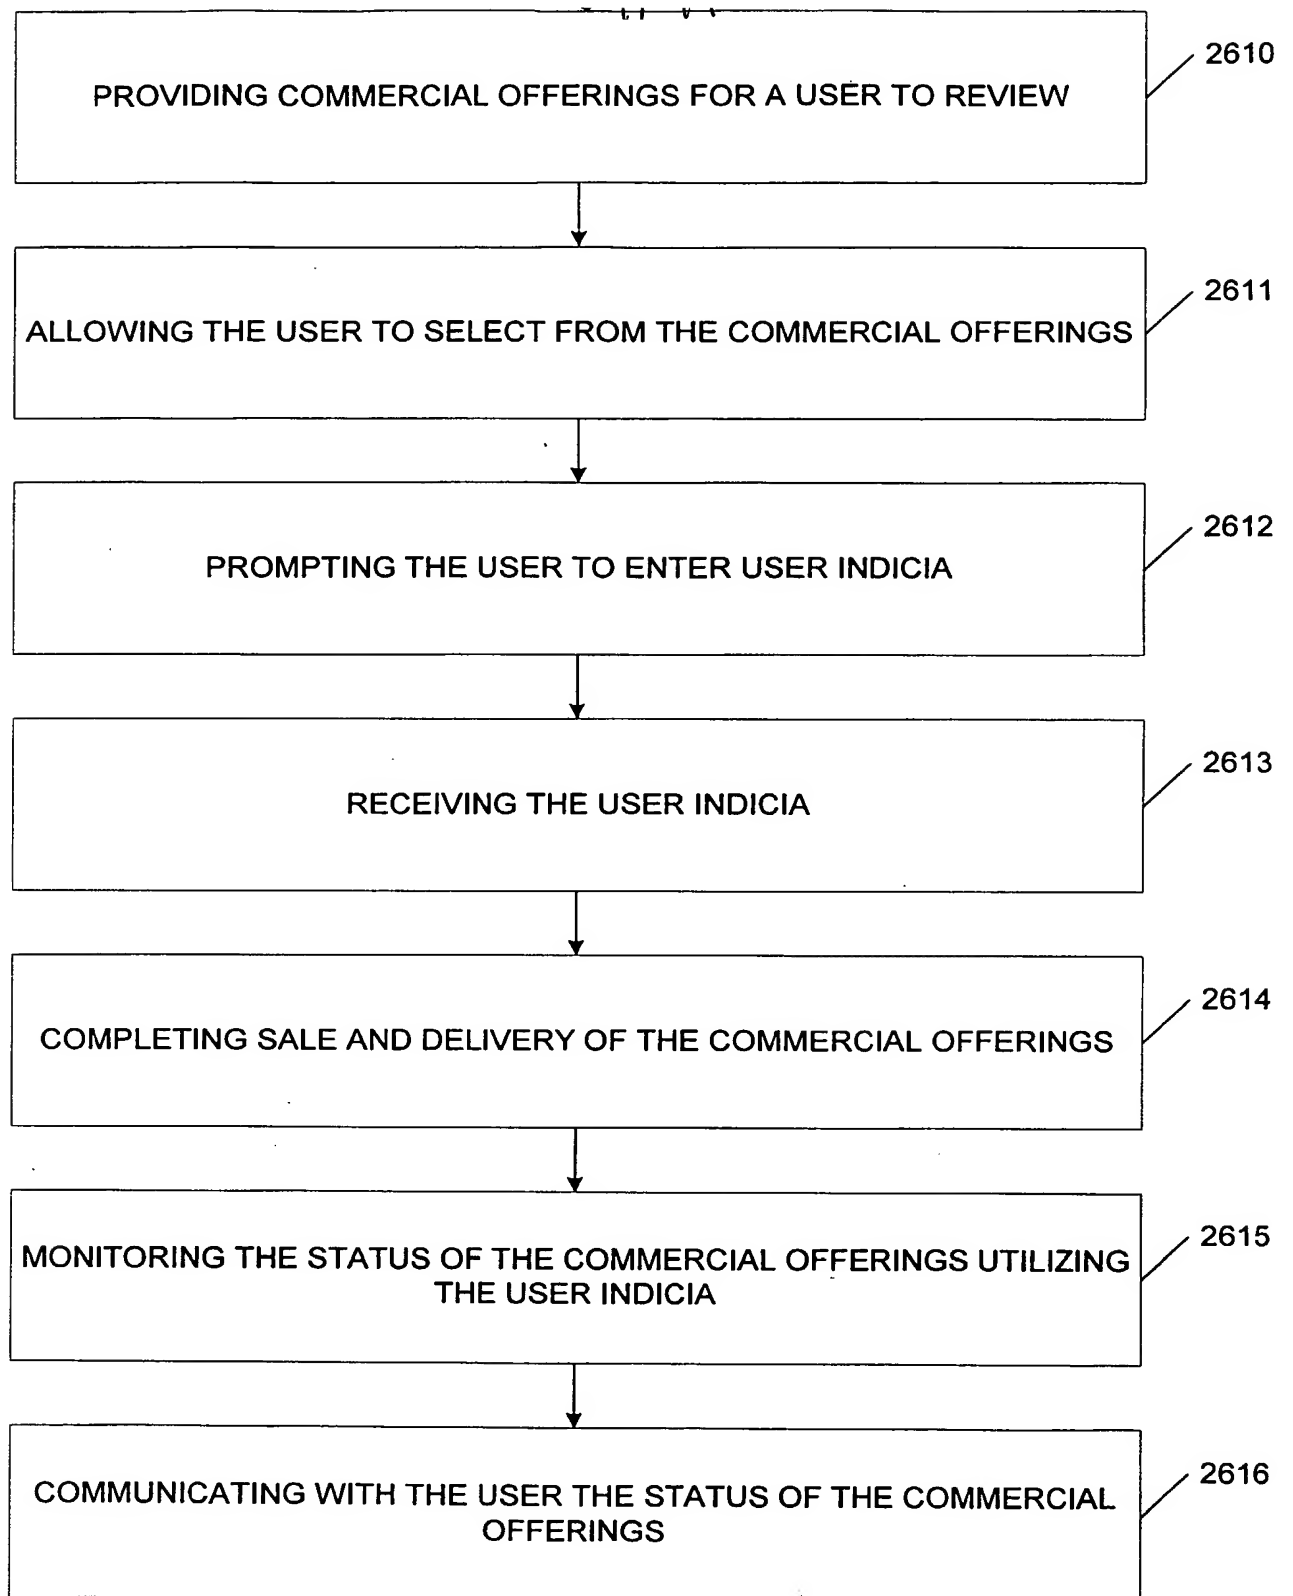 PROVIDING COMMERCIAL OFFERINGS FOR A USER TO REVIEW
2610
ALLOWING THE USER TO SELECT FROM THE COMMERCIAL OFFERINGS
2611
PROMPTING THE USER TO ENTER USER INDICIA
2612
RECEIVING THE USER INDICIA
2613
COMPLETING SALE AND DELIVERY OF THE COMMERCIAL OFFERINGS
2614
MONITORING THE STATUS OF THE COMMERCIAL OFFERINGS UTILIZING
THE USER INDICIA
2615
COMMUNICATING WITH THE USER THE STATUS OF THE COMMERCIAL
OFFERINGS
2616